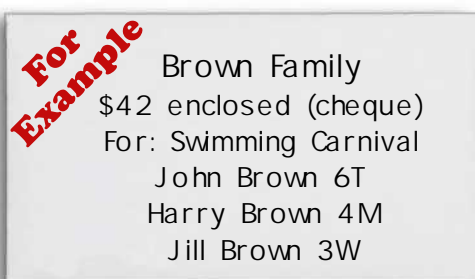 For
Example
Brown Family
$42 enclosed (cheque)
For: Swimming Carnival
John Brown 6T
Harry Brown 4M
Jill Brown 3W